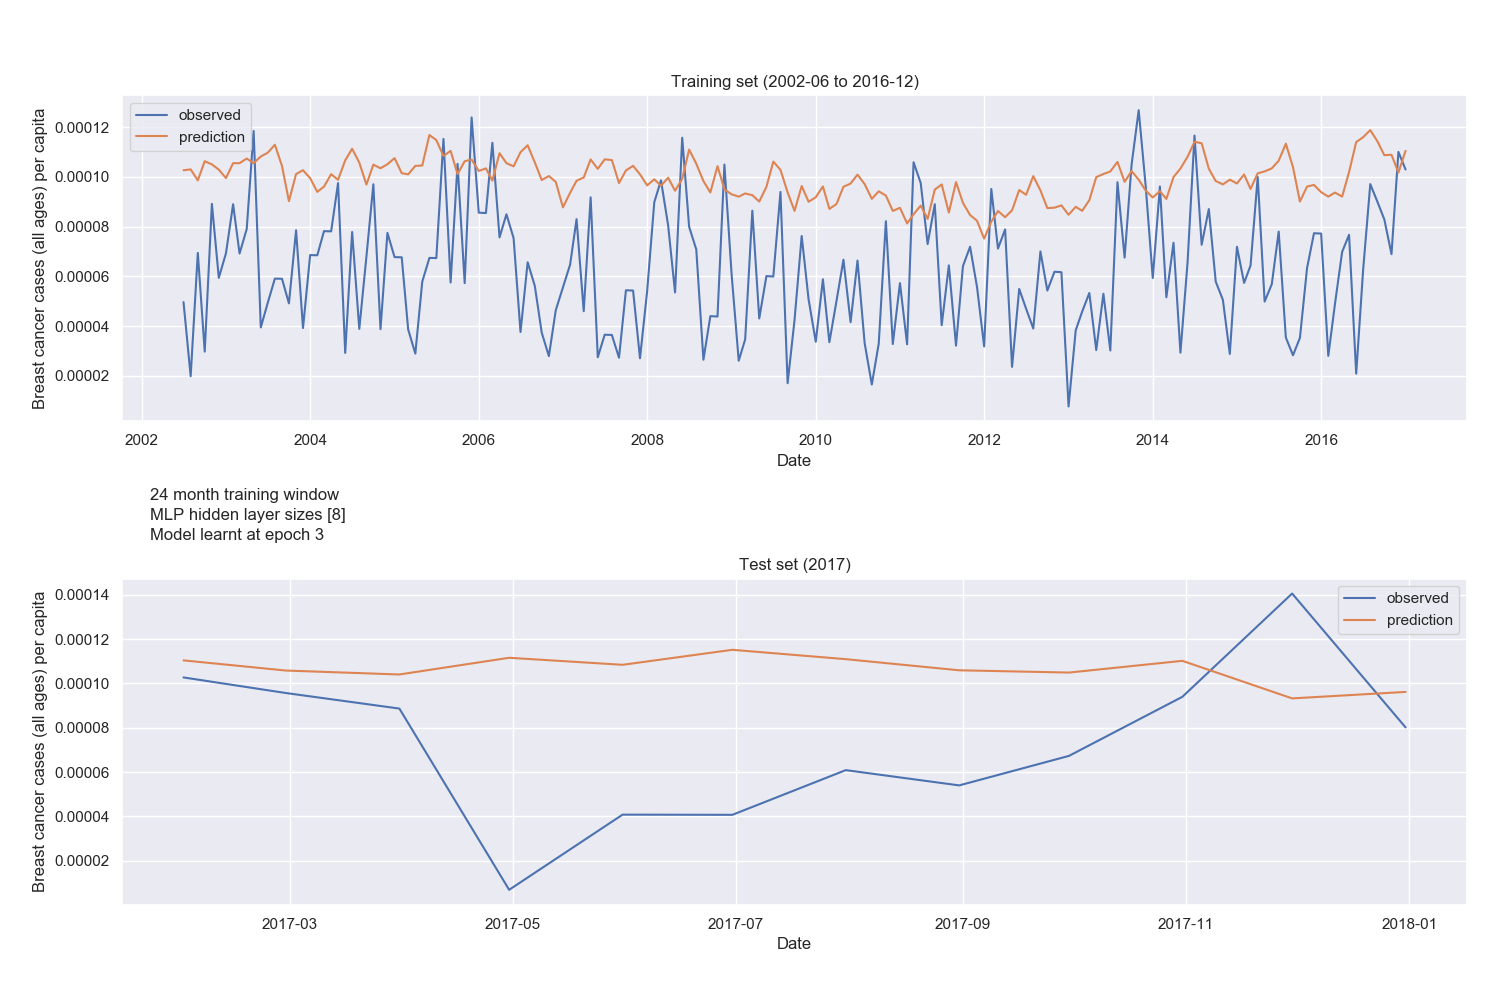 Training set (2002-06 to 2016-12)
Breast cancer cases (all ages) per capita
observed
prediction
0.00012
0.00010
0.00008
0.00006
0.00004
0.00002
2002 2004 2006 2008 2010 2012 2014 2016
Date
24 month training window
MLP hidden layer sizes [8]
Model learnt at epoch 3
Test set (2017)
Breast cancer cases (all ages) per capita
observed
prediction
0.00014
0.00012
0.00010
0.00008
0.00006
0.00004
0.00002
2017-03 2017-05 2017-07 2017-09 2017-11 2018-01
Date